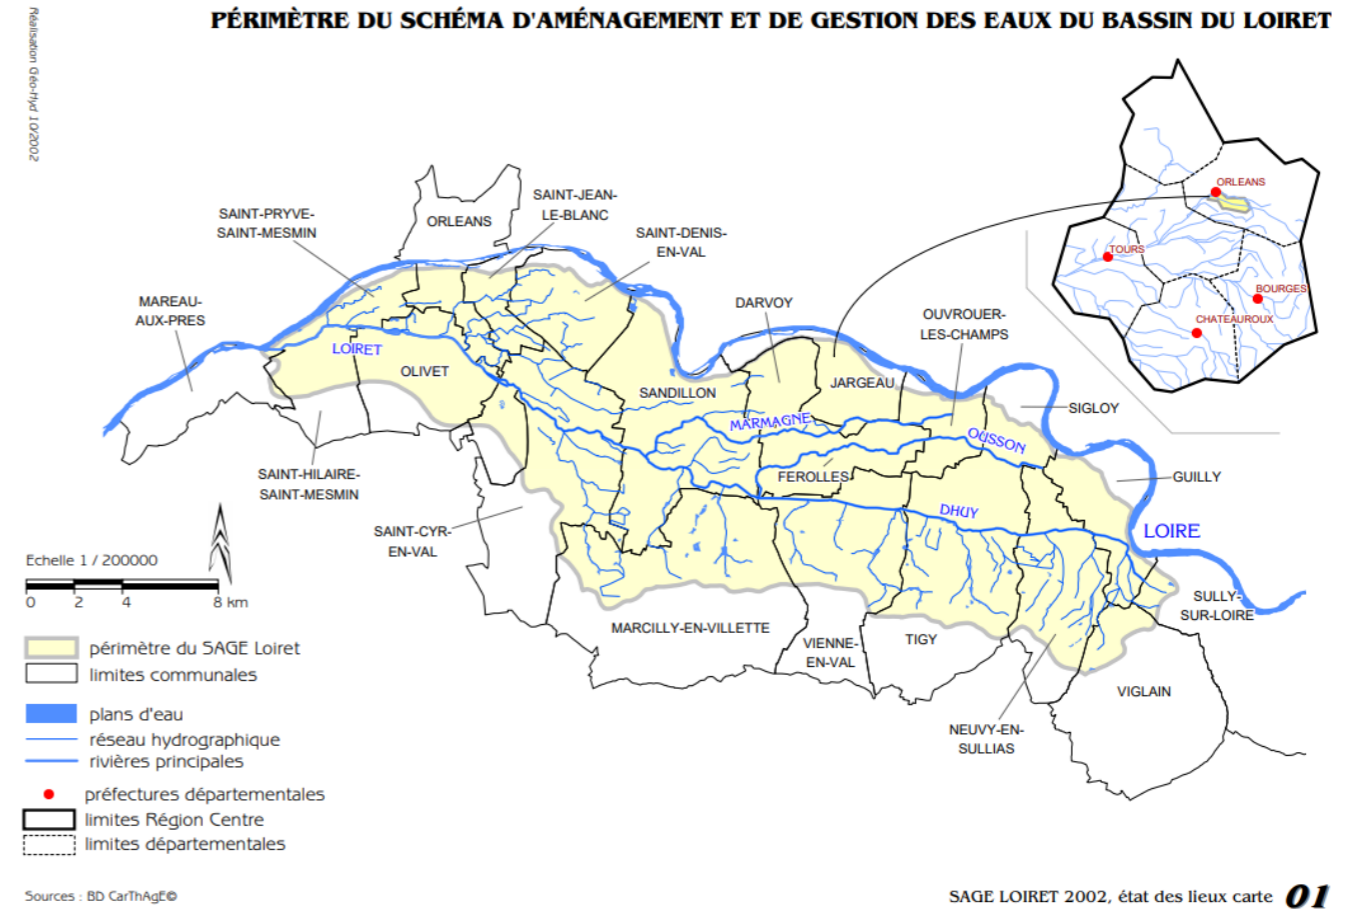 PÉRIMÈTRE DU SCHÉMA D'AMÉNAGEMENT ET DE GESTION DES EAUX DU BASSIN DU LOIRET
Réalisation Géo-Hyd 10/2002
ORLEANS
TOURS
BOURGES
CHATEAUROUX
ORLEANS
SAINT-JEAN-
LE-BLANC
SAINT-PRYVE-
SAINT-MESMIN
SAINT-DENIS-
EN-VAL
MAREAU-
AUX-PRES
DARVOY
OUVROUER-
LES-CHAMPS
LOIRET
OLIVET
SANDILLON
JARGEAU
SIGLOY
MARMAGNE
OUSSON
SAINT-HILAIRE-
SAINT-MESMIN
FEROLLES
GUILLY
DHUY
LOIRE
SAINT-CYR-
EN-VAL
SULLY-
SUR-LOIRE
MARCILLY-EN-VILLETTE
VIENNE-
EN-VAL
TIGY
VIGLAIN
NEUVY-EN-
SULLIAS
Echelle 1 / 200000
0 2 4 8 km
périmètre du SAGE Loiret
limites communales
plans d'eau
réseau hydrographique
rivières principales
préfectures départementales
limites Région Centre
limites départementales
Sources : BD CarThAgE©
SAGE LOIRET 2002, état des lieux carte 01